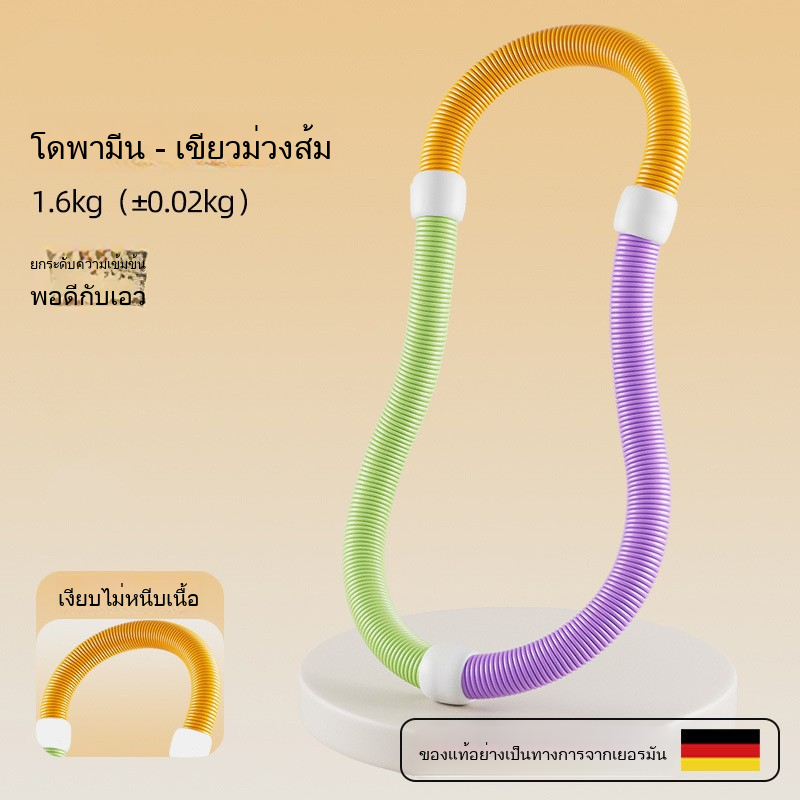 โดพามีน - เขียวม่วงส้ม
1.6kg（±0.02kg）
ยกระดับความเข้มข้น
พอดีกับเอว
เงียบไม่หนีบเนื้อ
ของแท้อย่างเป็นทางการจากเยอรมัน